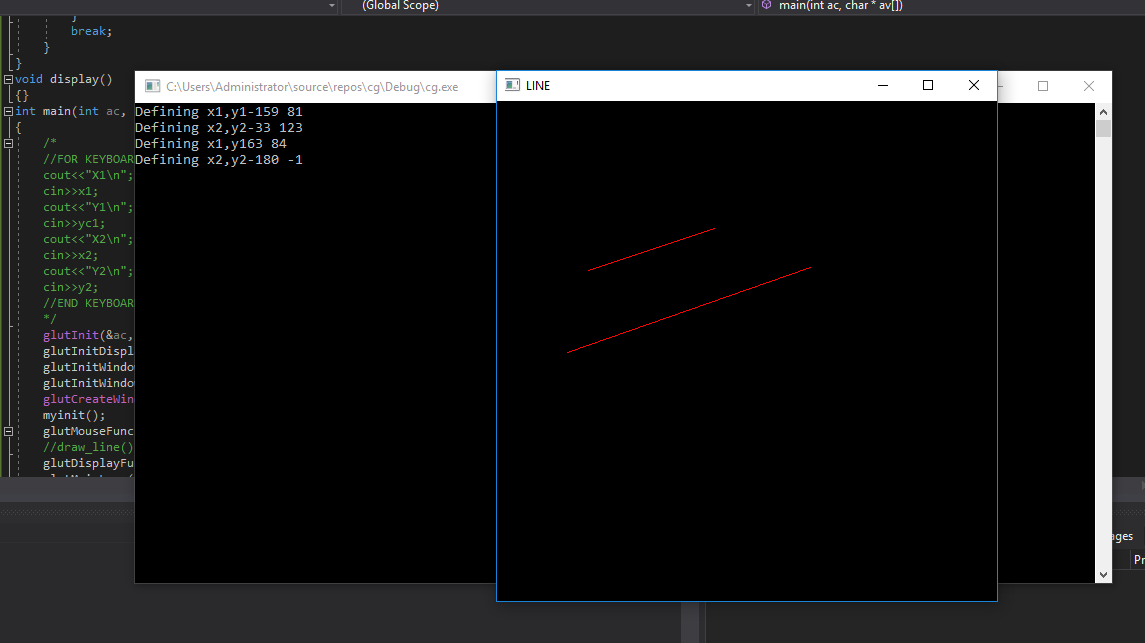 (Global Scope)
main(int ac, char * av[])
}
break;
}
}
void display()
{}
int main(int ac,
{
/*
//FOR KEYBOAR
cout<<"X1\n";
cin>>x1;
cout<<"Y1\n";
cin>>yc1;
cout<<"X2\n";
cin>>x2;
cout<<"Y2\n";
cin>>y2;
//END KEYBOAR
*/
glutInit(&ac,
glutInitDispl
glutInitWindo
glutInitWindo
glutCreateWin
myinit();
glutMouseFunc
//draw_line()
glutDisplayFu
C:\Users\Administrator\source\repos\cg\Debug\cg.exe
Defining x1,y1-159 81
Defining x2,y2-33 123
Defining x1,y163 84
Defining x2,y2-180 -1
LINE
ages
Pr